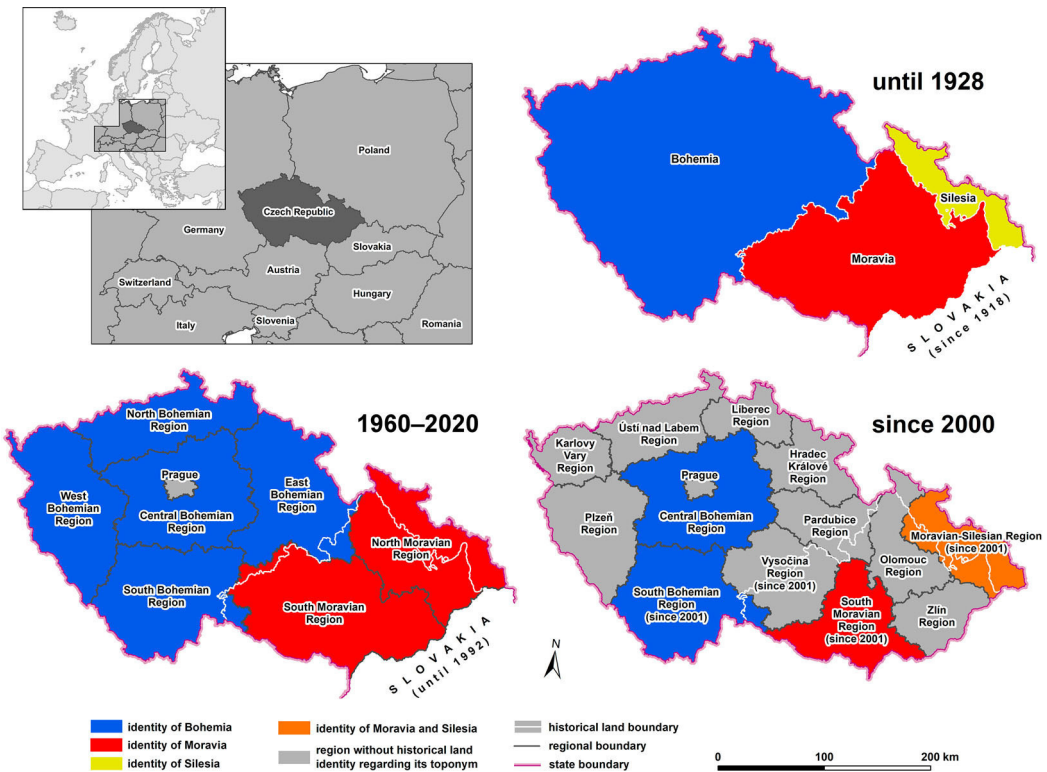 Poland
Czech Republic
Germany
Slovakia
Austria
Switzerland
Hungary
Slovenia
Italy
Romania
until 1928
Bohemia
Silesia
Moravia
SLOVAKIA
(since 1918)
1960–2020
North Bohemian
Region
Prague
West
Bohemian
Region
East
Bohemian
Region
Central Bohemian
Region
North Moravian
Region
South Bohemian
Region
South Moravian
Region
SLOVAKIA
(until 1992)
since 2000
Liberec
Region
Ústí nad Labem
Region
Karlovy
Vary
Region
Hradec
Králové
Region
Prague
Plzeň
Region
Central Bohemian
Region
Pardubice
Region
Moravian-Silesian Region
(since 2001)
Vysočina
Region
(since 2001)
Olomouc
Region
South Bohemian
Region
(since 2001)
South
Moravian
Region
(since 2001)
Zlín
Region
N
identity of Bohemia
identity of Moravia
identity of Silesia
identity of Moravia and Silesia
region without historical land
identity regarding its toponym
historical land boundary
regional boundary
state boundary
0 100 200 km